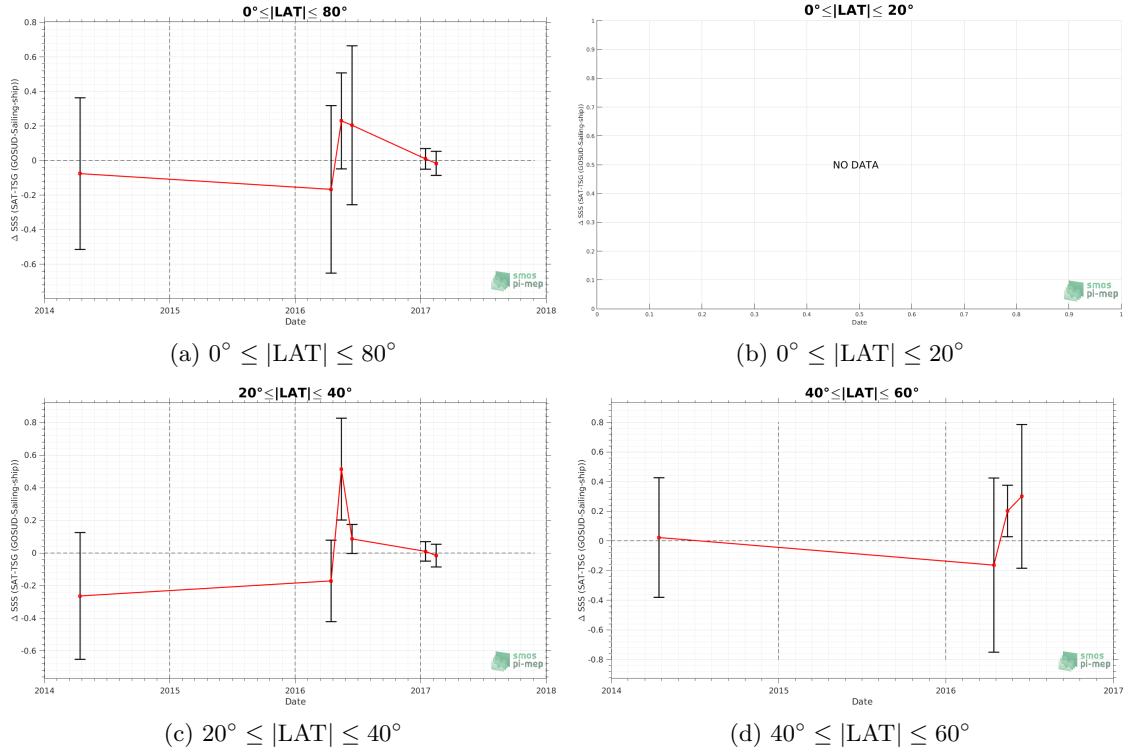 0°≤|LAT|≤ 80°
Δ SSS (SAT-TSG (GOSUD-Sailing-ship))
0.8
0.6
0.4
0.2
0
-0.2
-0.4
-0.6
2014 2015 2016 2017 2018
Date
smos
pi-mep
(a) 0° ≤ |LAT| ≤ 80°
0°≤|LAT|≤ 20°
Δ SSS (SAT-TSG (GOSUD-Sailing-ship))
1
0.9
0.8
0.7
0.6
0.5
0.4
0.3
0.2
0.1
0
NO DATA
0 0.1 0.2 0.3 0.4 0.5 0.6 0.7 0.8 0.9 1
Date
smos
pi-mep
(b) 0° ≤ |LAT| ≤ 20°
20°≤|LAT|≤ 40°
Δ SSS (SAT-TSG (GOSUD-Sailing-ship))
0.8
0.6
0.4
0.2
0
-0.2
-0.4
-0.6
2014 2015 2016 2017 2018
Date
smos
pi-mep
(c) 20° ≤ |LAT| ≤ 40°
40°≤|LAT|≤ 60°
Δ SSS (SAT-TSG (GOSUD-Sailing-ship))
0.8
0.6
0.4
0.2
0
-0.2
-0.4
-0.6
-0.8
2014 2015 2016 2017
Date
smos
pi-mep
(d) 40° ≤ |LAT| ≤ 60°